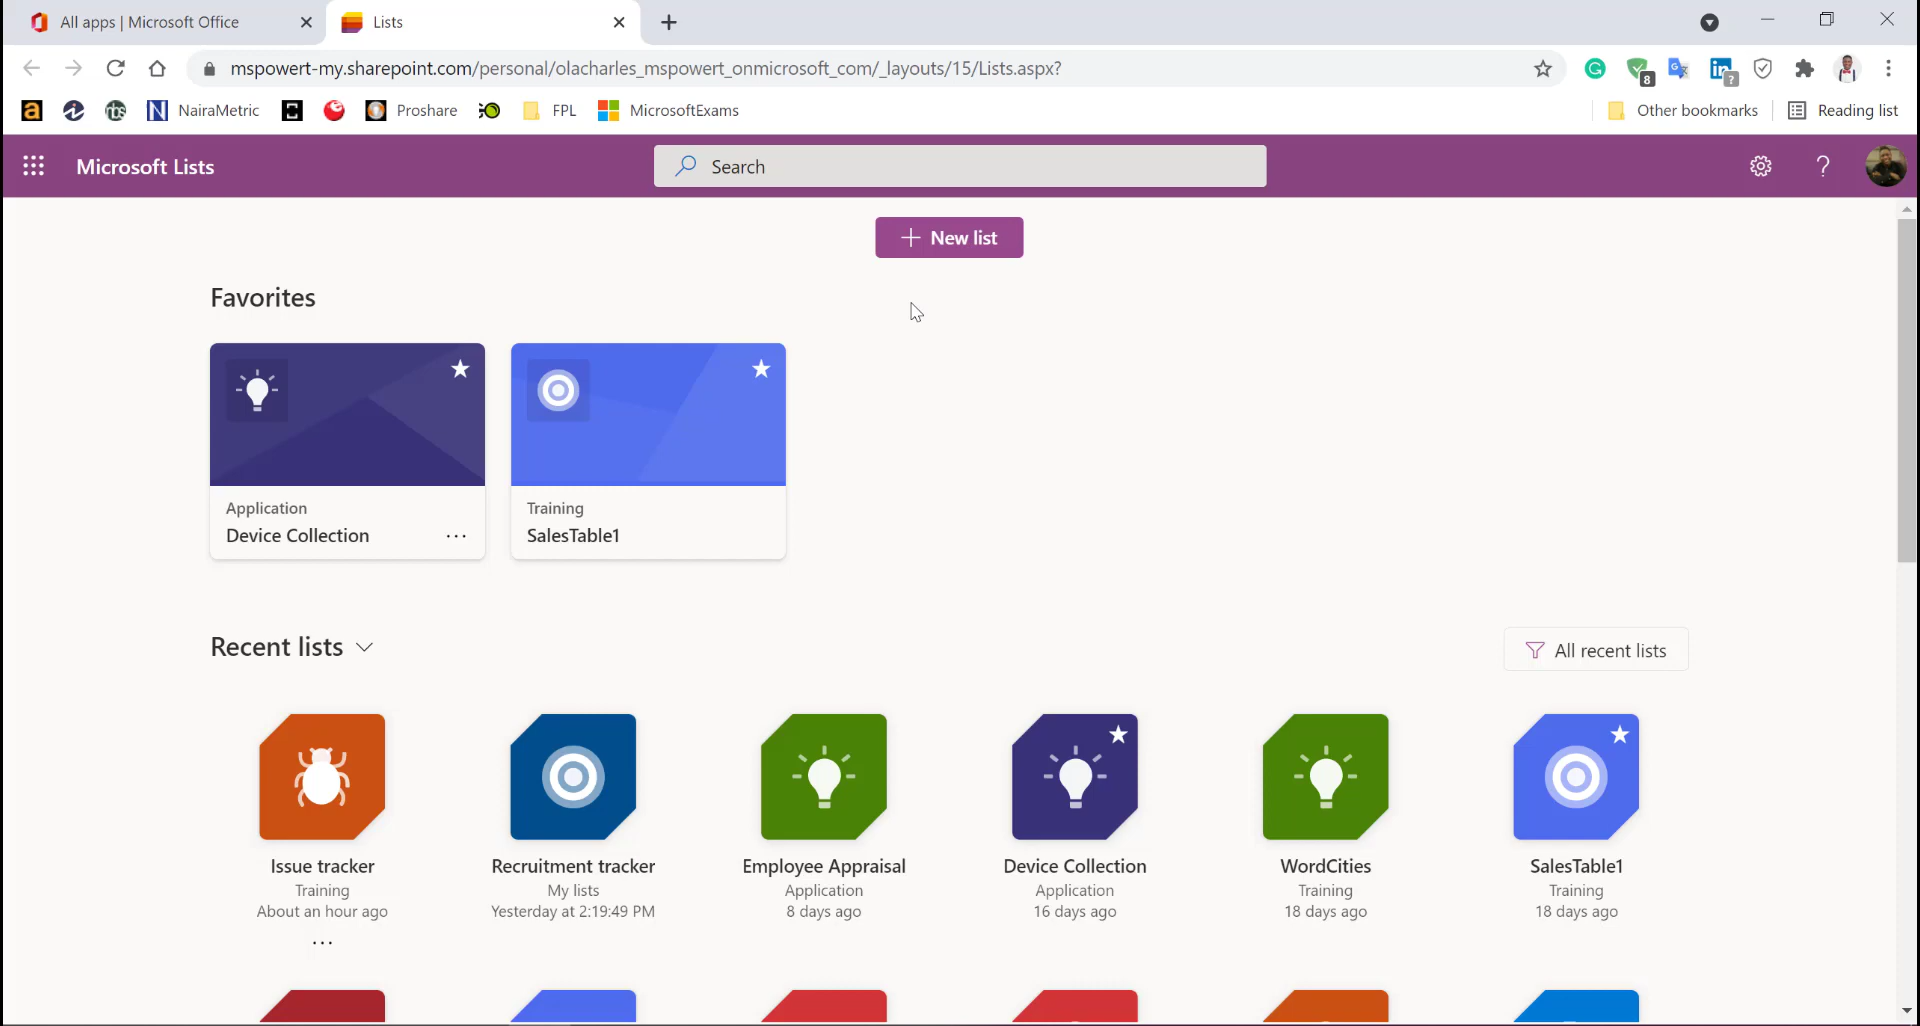 All apps | Microsoft Office
Lists
mspowert-my.sharepoint.com/personal/olacharles_mspowert_onmicrosoft_com/_layouts/15/Lists.aspx?
8
in
?
a
nbs
N NairaMetric
Proshare
FPL
MicrosoftExams
Other bookmarks
Reading list
Microsoft Lists
Search
?
+ New list
Favorites
Application
Device Collection
...
Training
SalesTable1
Recent lists
All recent lists
Issue tracker
Training
About an hour ago
...
Recruitment tracker
My lists
Yesterday at 2:19:49 PM
Employee Appraisal
Application
8 days ago
Device Collection
Application
16 days ago
WordCities
Training
18 days ago
SalesTable1
Training
18 days ago